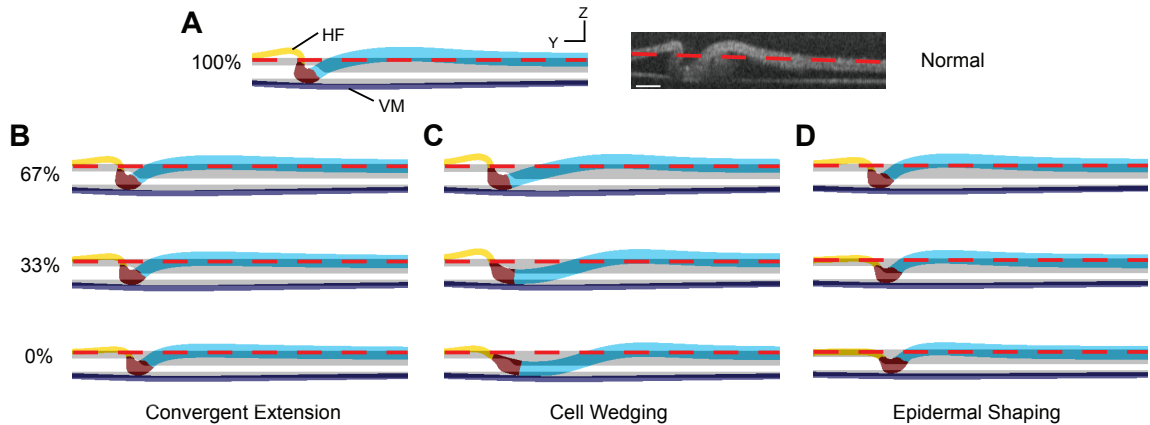 A
HF
Z
Y
100%
VM
Normal
B
C
D
67%
33%
0%
Convergent Extension
Cell Wedging
Epidermal Shaping